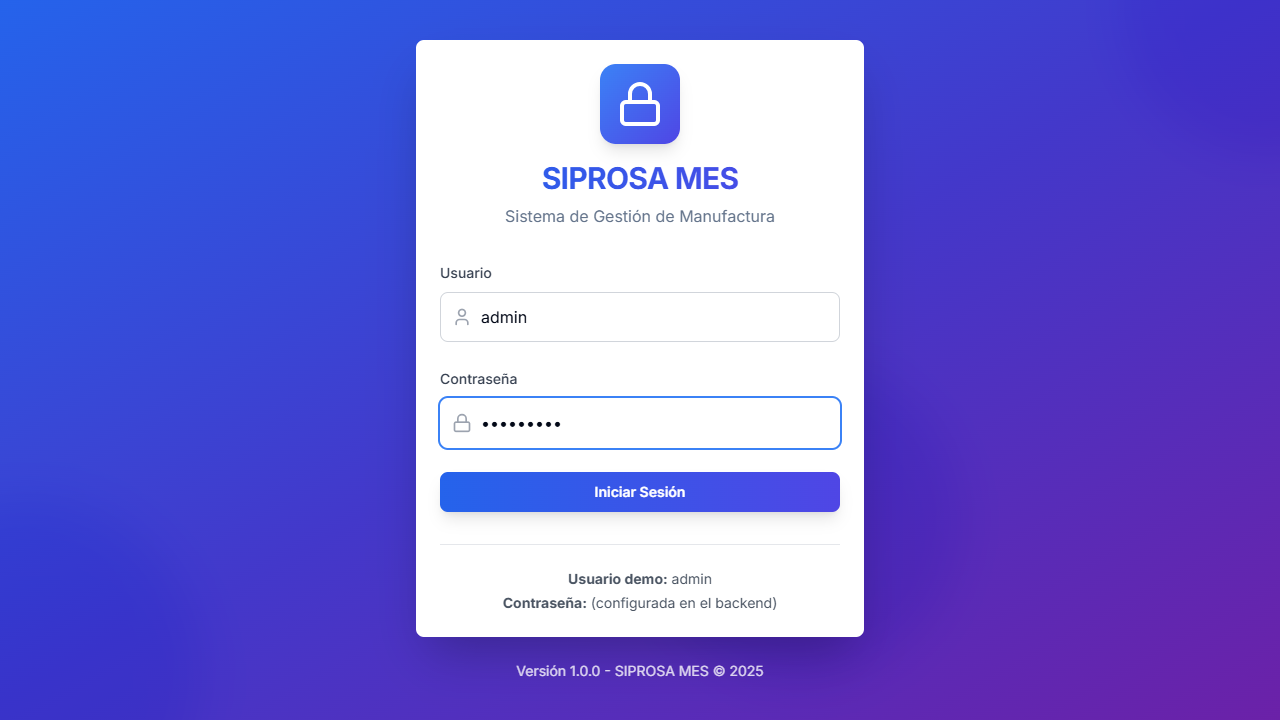 SIPROSA MES
Sistema de Gestión de Manufactura
Usuario
admin
Contraseña
•••••••••
Iniciar Sesión
Usuario demo: admin
Contraseña: (configurada en el backend)
Versión 1.0.0 - SIPROSA MES © 2025